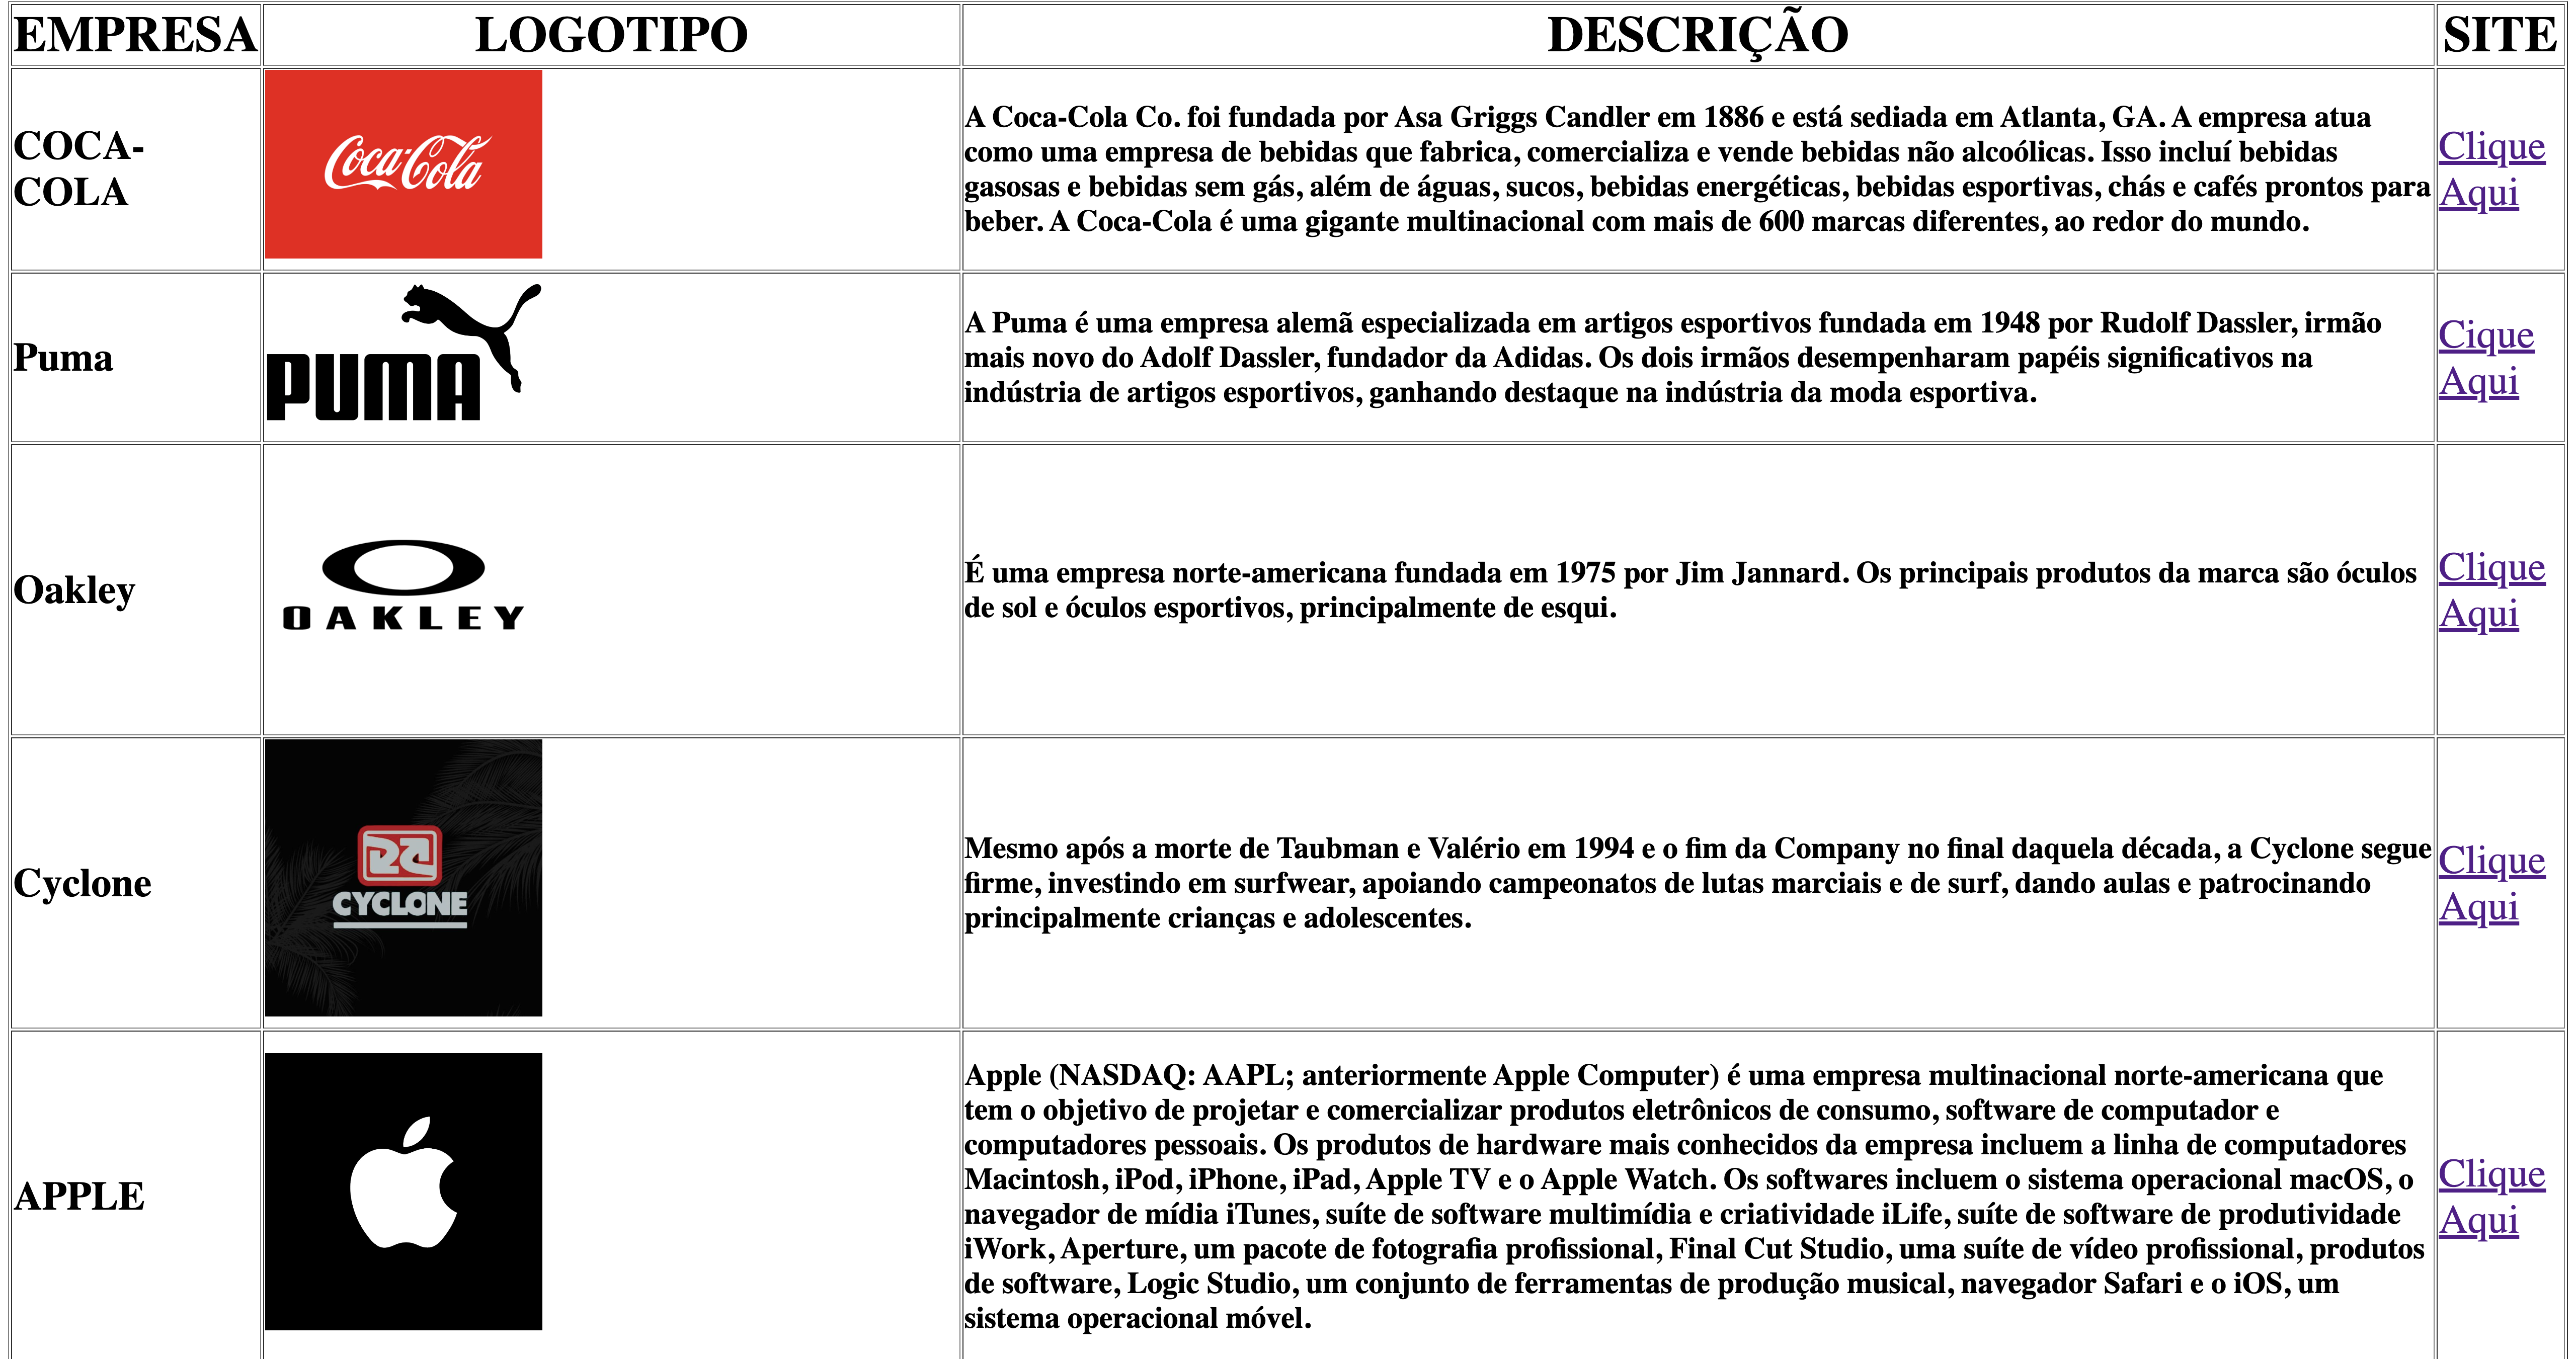 EMPRESA LOGOTIPO DESCRIÇÃO SITE
COCA-
COLA
Coca-Cola
A Coca-Cola Co. foi fundada por Asa Griggs Candler em 1886 e está sediada em Atlanta, GA. A empresa atua
como uma empresa de bebidas que fabrica, comercializa e vende bebidas não alcoólicas. Isso incluí bebidas
gasosas e bebidas sem gás, além de águas, sucos, bebidas energéticas, bebidas esportivas, chás e cafés prontos para
beber. A Coca-Cola é uma gigante multinacional com mais de 600 marcas diferentes, ao redor do mundo.
Clique
Aqui
Puma
PUMA
A Puma é uma empresa alemã especializada em artigos esportivos fundada em 1948 por Rudolf Dassler, irmão
mais novo do Adolf Dassler, fundador da Adidas. Os dois irmãos desempenharam papéis significativos na
indústria de artigos esportivos, ganhando destaque na indústria da moda esportiva.
Cique
Aqui
Oakley
OAKLEY
É uma empresa norte-americana fundada em 1975 por Jim Jannard. Os principais produtos da marca são óculos
de sol e óculos esportivos, principalmente de esqui.
Clique
Aqui
Cyclone
CYCLONE
Mesmo após a morte de Taubman e Valério em 1994 e o fim da Company no final daquela década, a Cyclone segue
firme, investindo em surfwear, apoiando campeonatos de lutas marciais e de surf, dando aulas e patrocinando
principalmente crianças e adolescentes.
Clique
Aqui
APPLE
Apple (NASDAQ: AAPL; anteriormente Apple Computer) é uma empresa multinacional norte-americana que
tem o objetivo de projetar e comercializar produtos eletrônicos de consumo, software de computador e
computadores pessoais. Os produtos de hardware mais conhecidos da empresa incluem a linha de computadores
Macintosh, iPod, iPhone, iPad, Apple TV e o Apple Watch. Os softwares incluem o sistema operacional macOS, o
navegador de mídia iTunes, suíte de software multimídia e criatividade iLife, suíte de software de produtividade
iWork, Aperture, um pacote de fotografia profissional, Final Cut Studio, uma suíte de vídeo profissional, produtos
de software, Logic Studio, um conjunto de ferramentas de produção musical, navegador Safari e o iOS, um
sistema operacional móvel.
Clique
Aqui